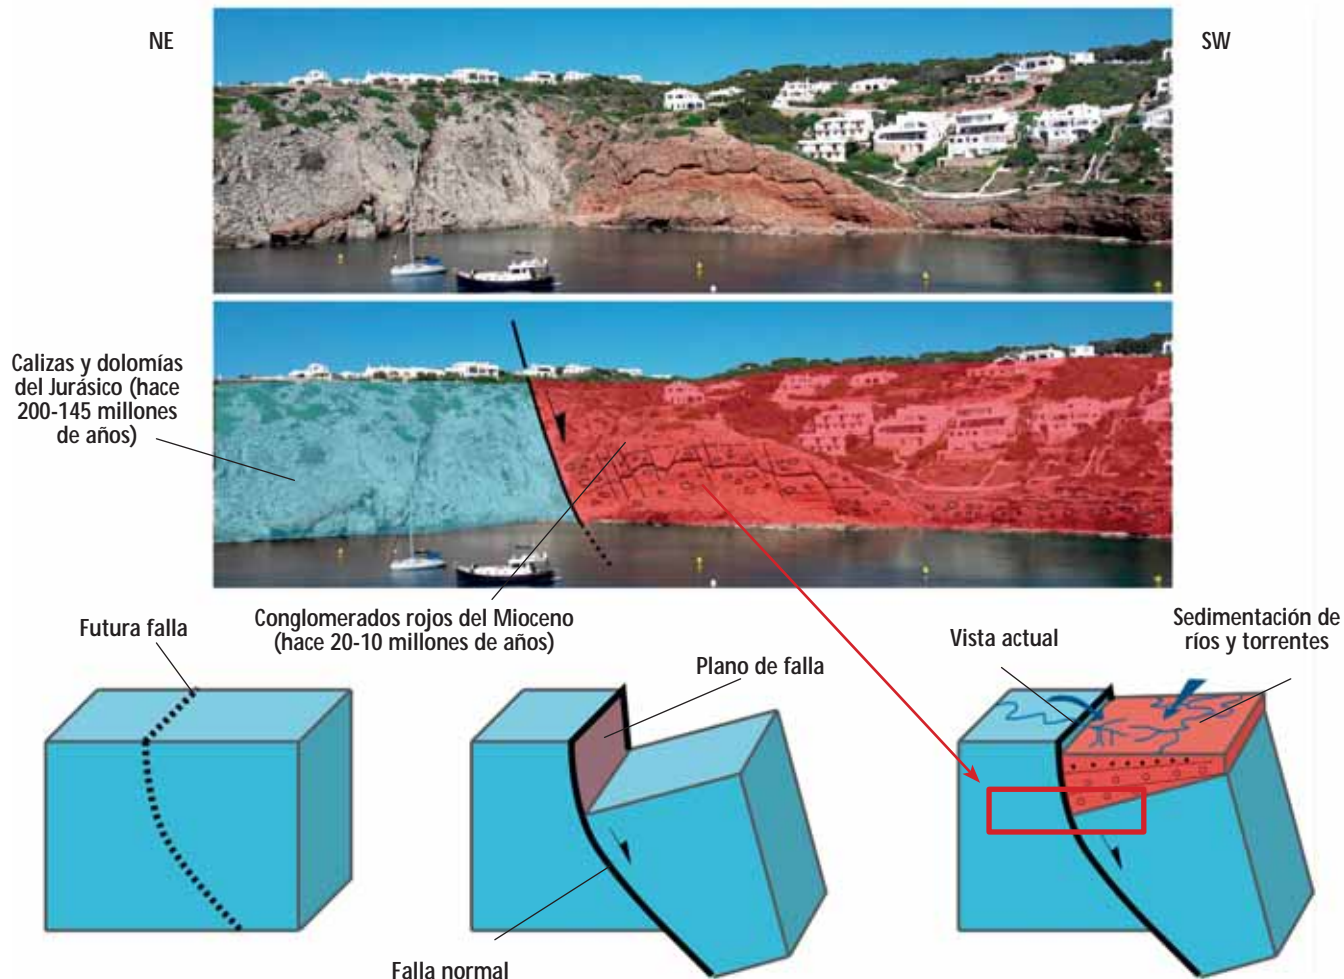 NE
SW
Calizas y dolomías
del Jurásico (hace
200-145 millones
de años)
Conglomerados rojos del Mioceno
(hace 20-10 millones de años)
Futura falla
Plano de falla
Vista actual
Sedimentación de
ríos y torrentes
Falla normal